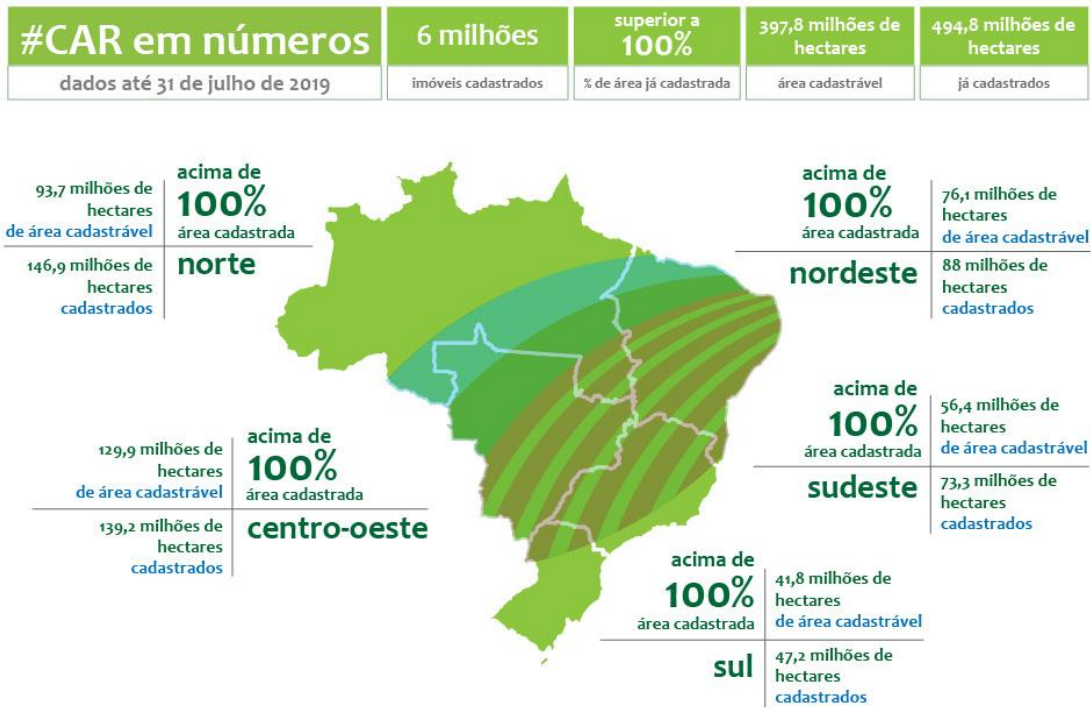 #CAR em números
dados até 31 de julho de 2019
6 milhões
imóveis cadastrados
superior a
100%
% de área já cadastrada
397,8 milhões de
hectares
área cadastrável
494,8 milhões de
hectares
já cadastrados
93,7 milhões de
hectares
de área cadastrável
146,9 milhões de
hectares
cadastrados
acima de
100%
área cadastrada
norte
acima de
100%
área cadastrada
nordeste
76,1 milhões de
hectares
de área cadastrável
88 milhões de
hectares
cadastrados
129,9 milhões de
hectares
de área cadastrável
139,2 milhões de
hectares
cadastrados
acima de
100%
área cadastrada
centro-oeste
acima de
100%
área cadastrada
sudeste
56,4 milhões de
hectares
de área cadastrável
73,3 milhões de
hectares
cadastrados
acima de
100%
área cadastrada
sul
41,8 milhões de
hectares
de área cadastrável
47,2 milhões de
hectares
cadastrados